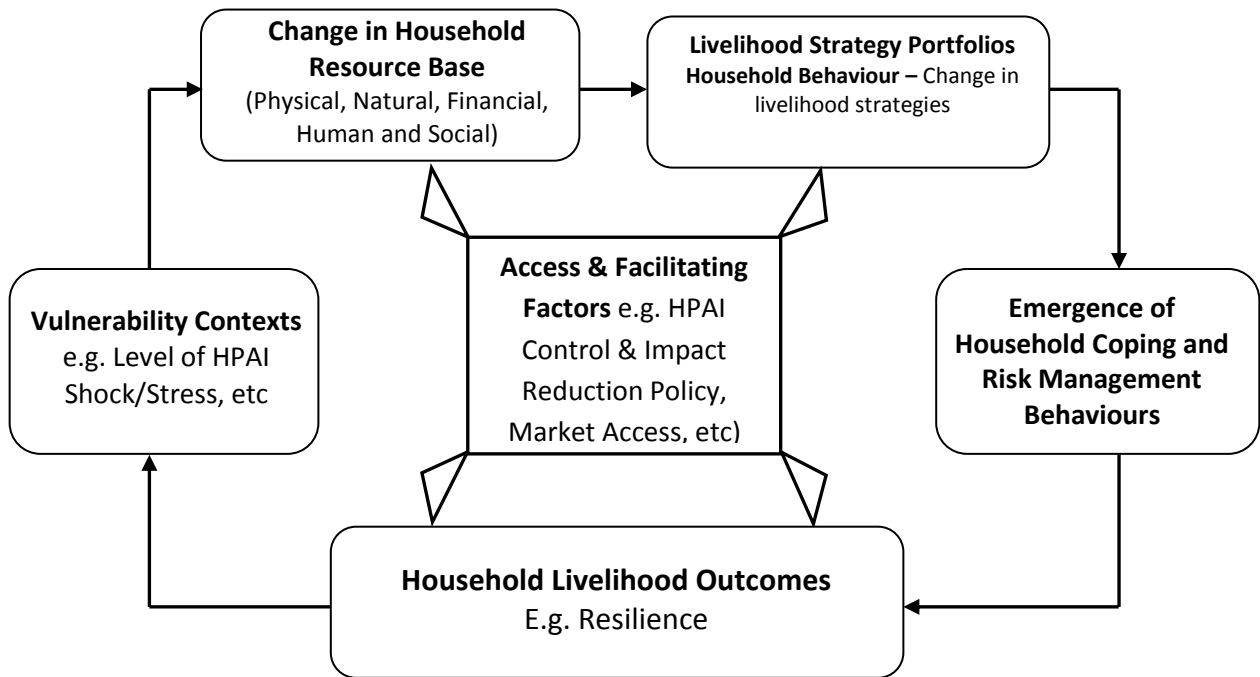 Change in Household
Resource Base
(Physical, Natural, Financial,
Human and Social)
Livelihood Strategy Portfolios
Household Behaviour – Change in
livelihood strategies
Vulnerability Contexts
e.g. Level of HPAI
Shock/Stress, etc
Access & Facilitating
Factors e.g. HPAI
Control & Impact
Reduction Policy,
Market Access, etc)
Emergence of
Household Coping and
Risk Management
Behaviours
Household Livelihood Outcomes
E.g. Resilience